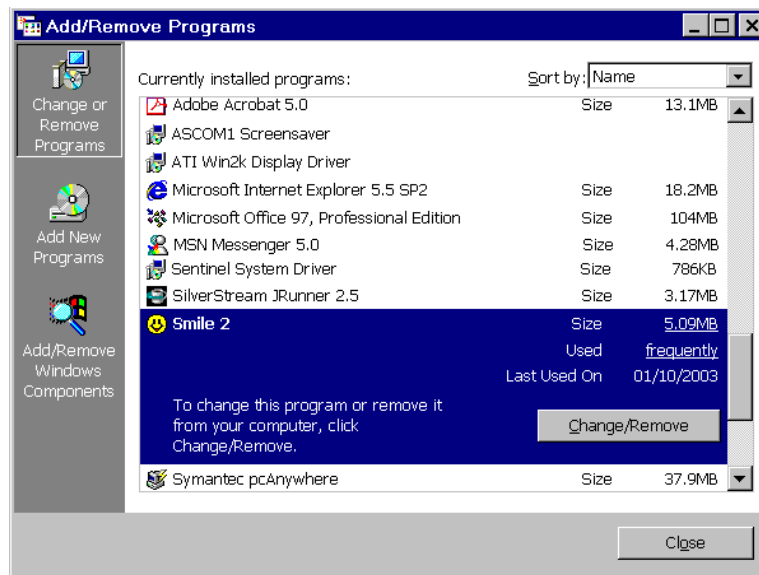 Add/Remove Programs
Change or
Remove
Programs
Add New
Programs
Add/Remove
Windows
Components
Currently installed programs:
Sort by: Name
Adobe Acrobat 5.0 Size 13.1MB
ASCOM1 Screensaver
ATI Win2k Display Driver
Microsoft Internet Explorer 5.5 SP2 Size 18.2MB
Microsoft Office 97, Professional Edition Size 104MB
MSN Messenger 5.0 Size 4.28MB
Sentinel System Driver Size 786KB
SilverStream JRunner 2.5 Size 3.17MB
Smile 2 Size 5.09MB
Used frequently
Last Used On 01/10/2003
To change this program or remove it
from your computer, click
Change/Remove.
Change/Remove
Symantec pcAnywhere Size 37.9MB
Close